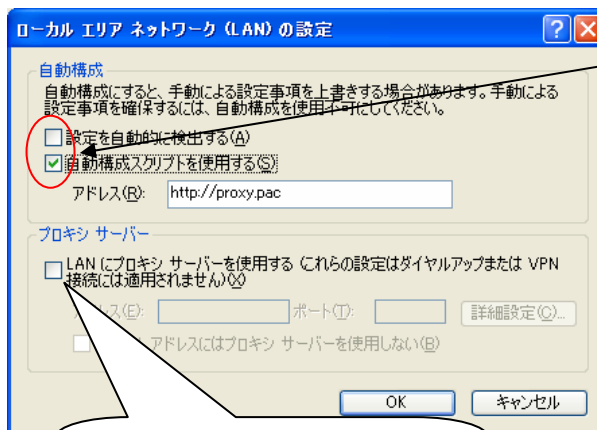 ローカル エリア ネットワーク (LAN) の設定
自動構成
自動構成にすると、手動による設定事項を上書きする場合があります。手動による
設定事項を確保するには、自動構成を使用不可にしてください。
設定を自動的に検出する(A)
自動構成スクリプトを使用する(S)
アドレス(R): http://proxy.pac
プロキシ サーバー
LAN にプロキシ サーバーを使用する (これらの設定はダイヤルアップまたは VPN
接続には適用されません)(X)
レス(E): ポート(T): 詳細設定(C)...
アドレスにはプロキシ サーバーを使用しない(B)
OK キャンセル